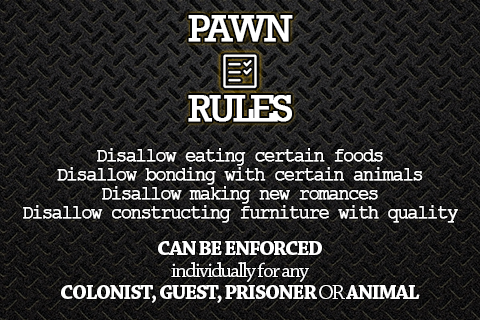 PAWN
RULES
Disallow eating certain foods
Disallow bonding with certain animals
Disallow making new romances
Disallow constructing furniture with quality
CAN BE ENFORCED
individually for any
COLONIST, GUEST, PRISONER OR ANIMAL